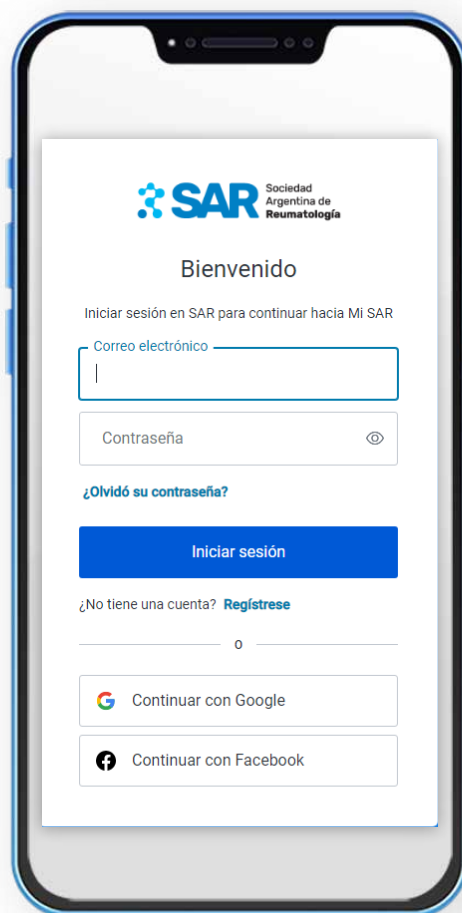 SAR
Sociedad
Argentina de
Reumatología
Bienvenido
Iniciar sesión en SAR para continuar hacia Mi SAR
Correo electrónico
Contraseña
¿Olvidó su contraseña?
Iniciar sesión
¿No tiene una cuenta? Regístrese
O
Continuar con Google
Continuar con Facebook